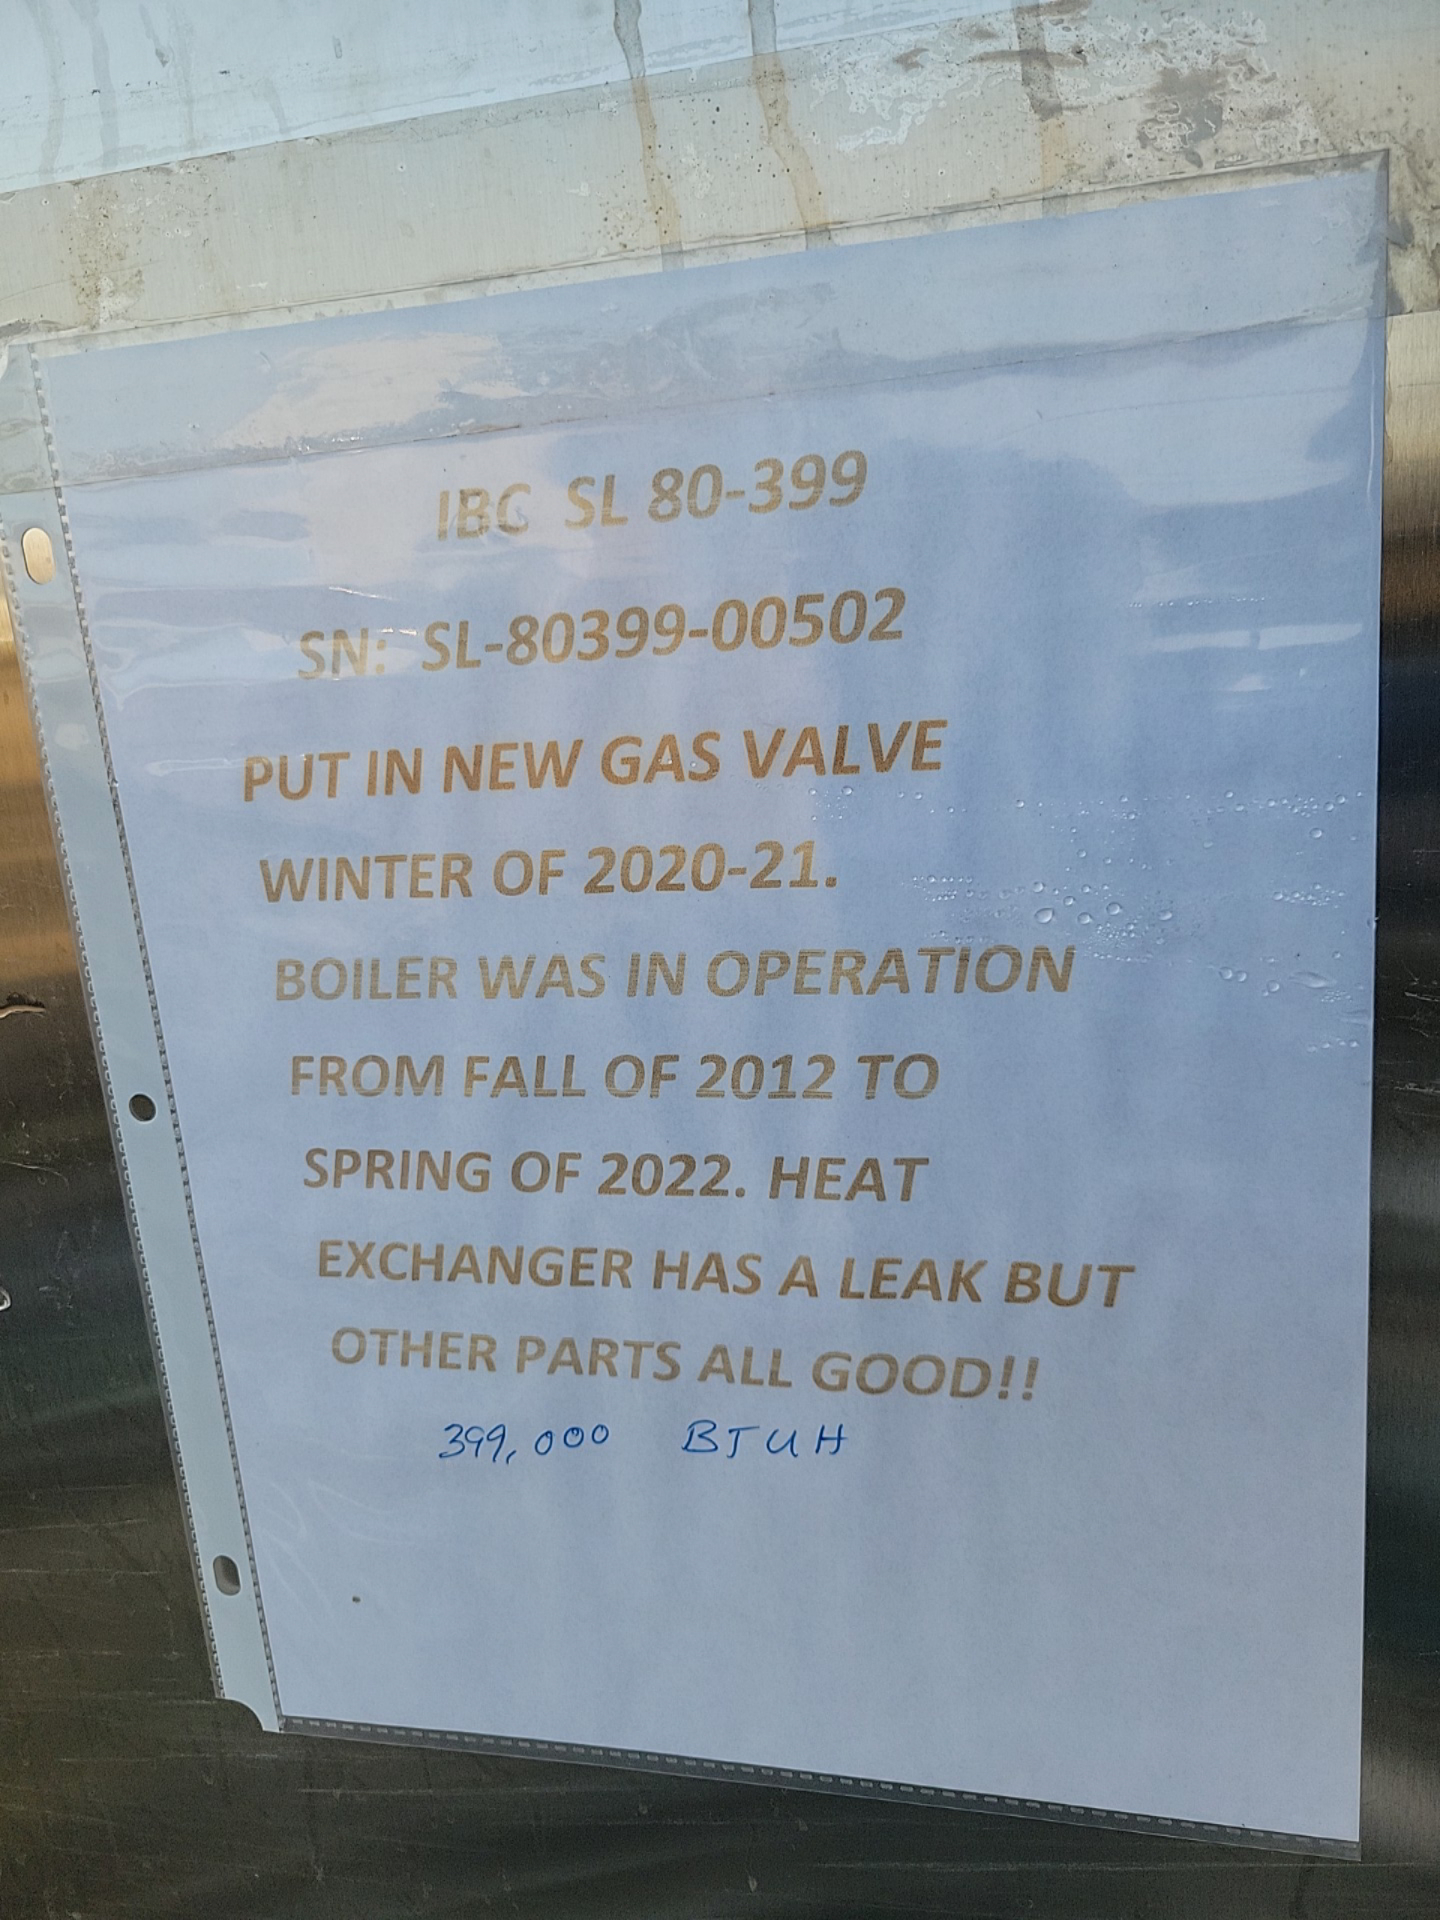 IBC SL 80-399
SN: SL-80399-00502
PUT IN NEW GAS VALVE
WINTER OF 2020-21.
BOILER WAS IN OPERATION
FROM FALL OF 2012 TO
SPRING OF 2022. HEAT
EXCHANGER HAS A LEAK BUT
OTHER PARTS ALL GOOD!!
399,000 BTUH